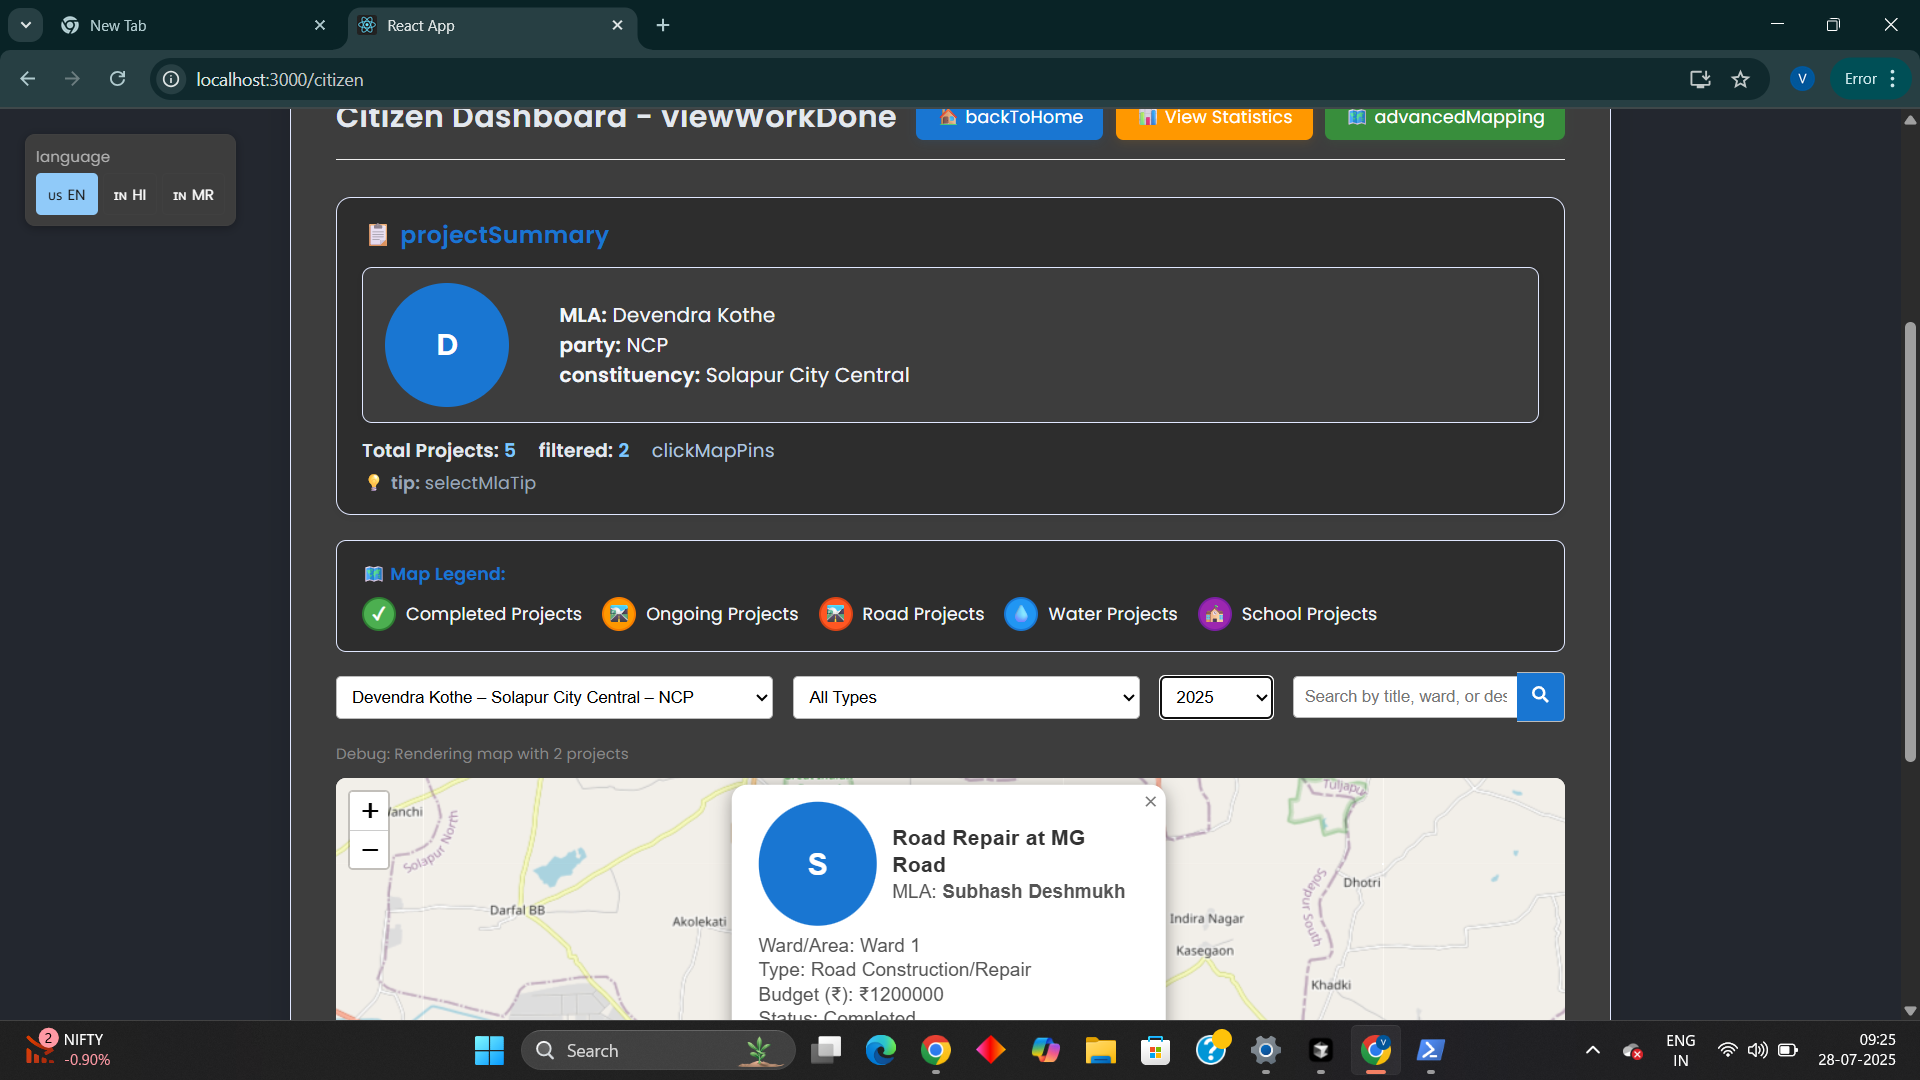 New Tab
React App
localhost:3000/citizen
V
Error
language
US EN
IN HI
IN MR
Citizen Dashboard - viewWorkDone
backToHome
View Statistics
advancedMapping
projectSummary
D
MLA: Devendra Kothe
party: NCP
constituency: Solapur City Central
Total Projects: 5 filtered: 2 clickMapPins
tip: selectMlaTip
Map Legend:
Completed Projects
Ongoing Projects
Road Projects
Water Projects
School Projects
Devendra Kothe – Solapur City Central – NCP
All Types
2025
Search by title, ward, or des
Debug: Rendering map with 2 projects
+
−
anchi
Solapur North
Darfal BB
Akolekati
×
S
Road Repair at MG
Road
MLA: Subhash Deshmukh
Ward/Area: Ward 1
Type: Road Construction/Repair
Budget (₹): ₹1200000
Status: Completed
Tuljapu
Dhotri
Solapur South
Indira Nagar
Kasegaon
Khadki
2
NIFTY
-0.90%
Search
V
ENG
IN
09:25
28-07-2025